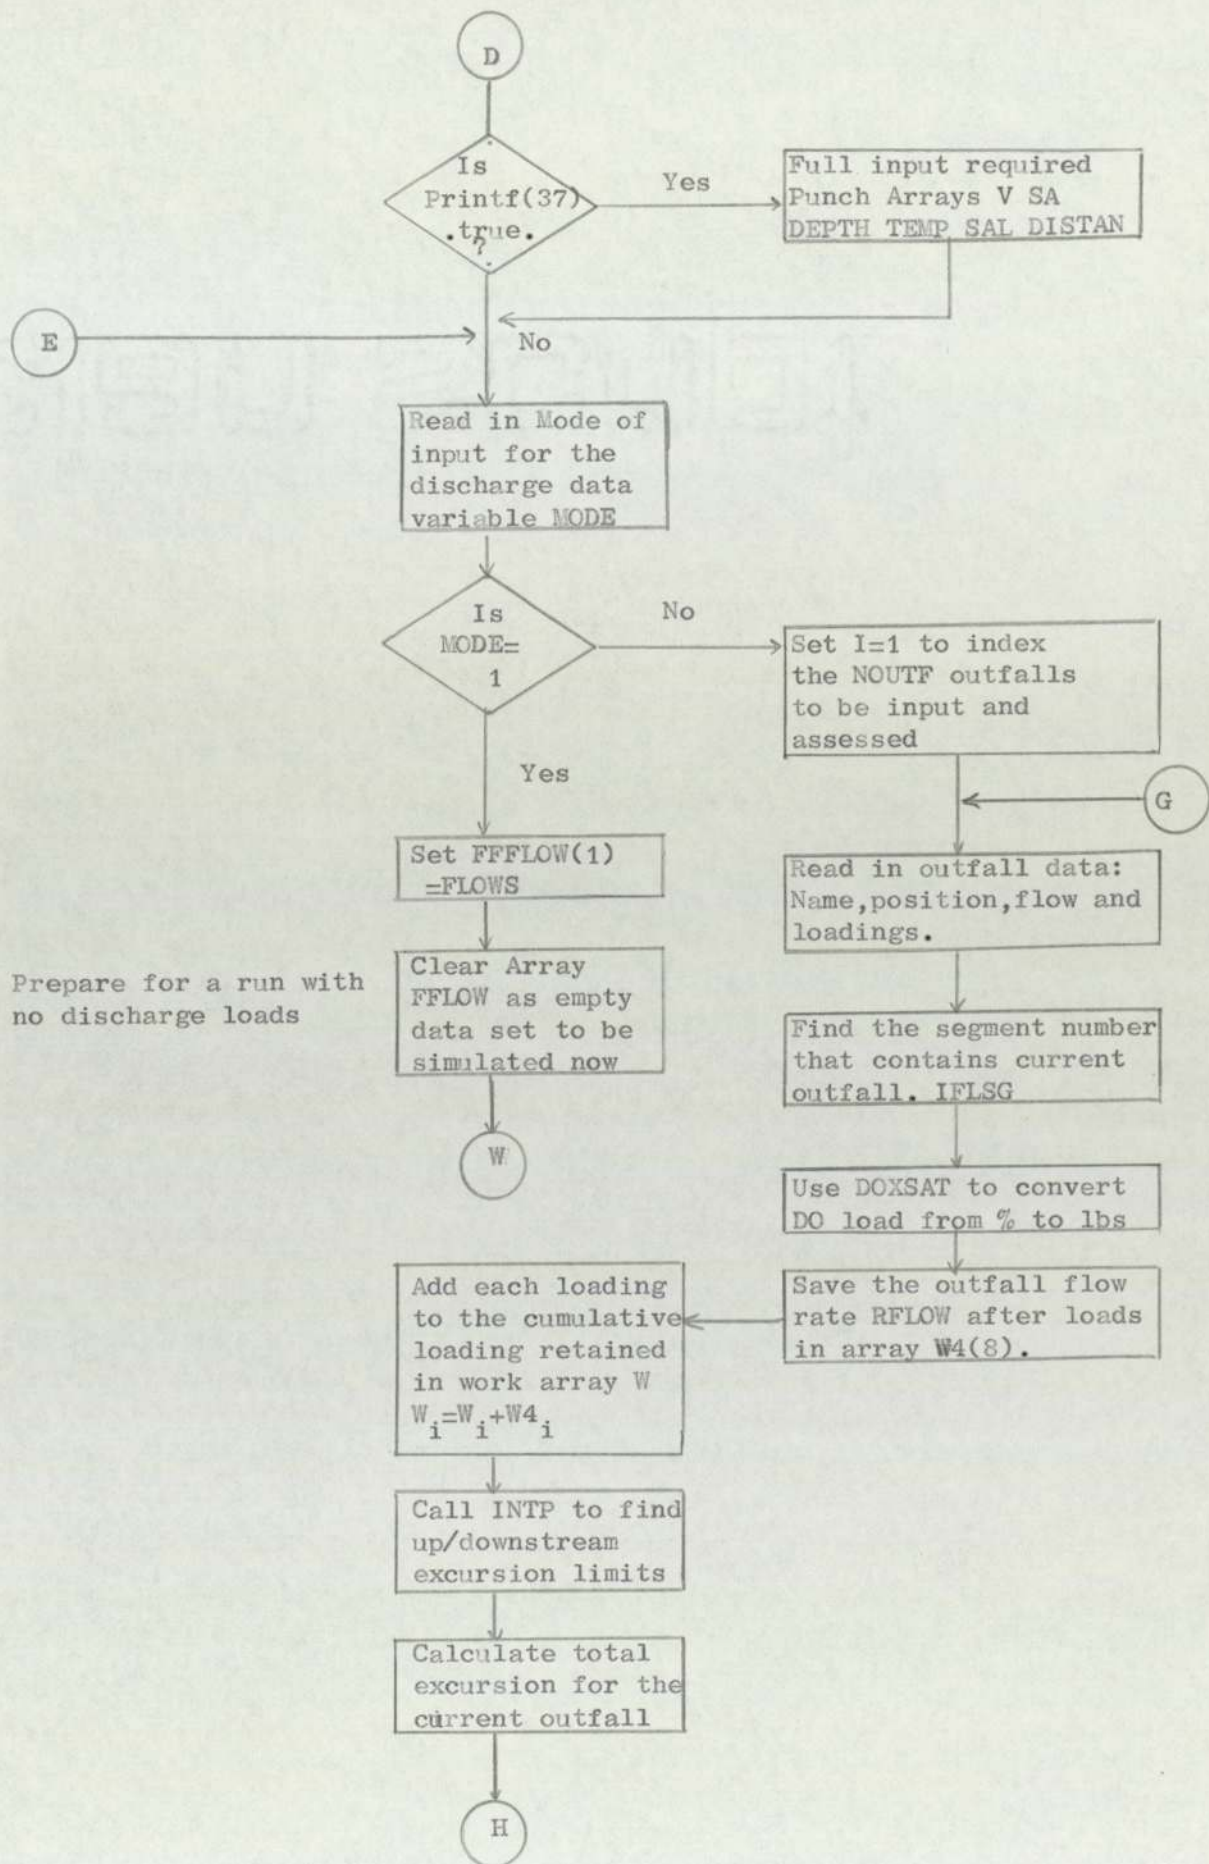 D
Is
Printf(37)
.true.
?
Yes
Full input required
Punch Arrays V SA
DEPTH TEMP SAL DISTAN
E
No
Read in Mode of
input for the
discharge data
variable MODE
Is
MODE=
1
No
Set I=1 to index
the NOUTF outfalls
to be input and
assessed
Yes
G
Set FFFLOW(1)
=FLOWS
Read in outfall data:
Name,position,flow and
loadings.
Prepare for a run with
no discharge loads
Clear Array
FFLOW as empty
data set to be
simulated now
Find the segment number
that contains current
outfall. IFLSG
W
Use DOXSAT to convert
DO load from % to lbs
Save the outfall flow
rate RFLOW after loads
in array W4(8).
Add each loading
to the cumulative
loading retained
in work array W
W_i=W_i+W4_i
Call INTP to find
up/downstream
excursion limits
Calculate total
excursion for the
current outfall
H